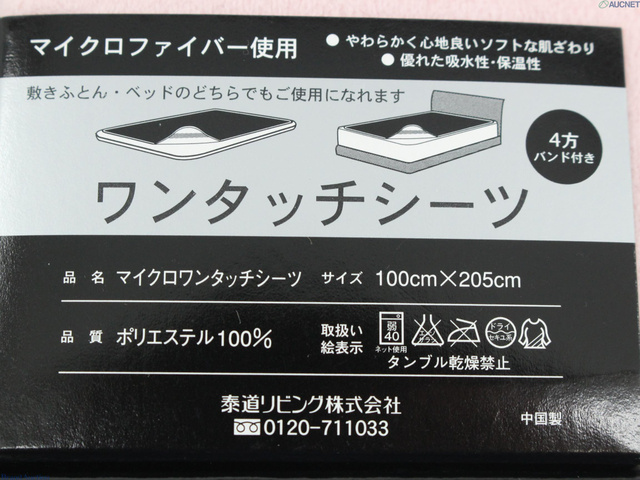 AUCNET
マイクロファイバー使用
● やわらかく心地良いソフトな肌ざわり
● 優れた吸水性・保温性
敷きふとん・ベッドのどちらでもご使用になれます
4方
バンド付き
ワンタッチシーツ
品 名 マイクロワンタッチシーツ サイズ 100cm×205cm
品 質 ポリエステル100% 取扱い
絵表示
弱
40
ネット使用
エンソ
サラシ
ドライ
セキユ系
タンブル乾燥禁止
泰道リビング株式会社
0120-711033
中国製